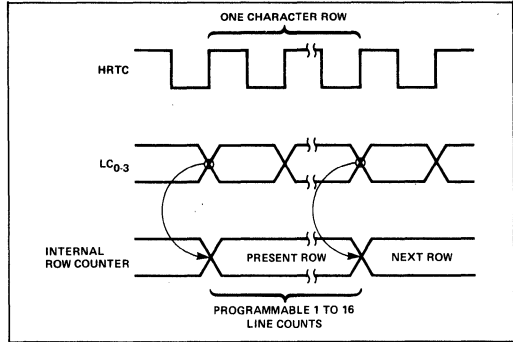 ONE CHARACTER ROW
HRTC
LC0-3
INTERNAL
ROW COUNTER
PRESENT ROW
NEXT ROW
PROGRAMMABLE 1 TO 16
LINE COUNTS